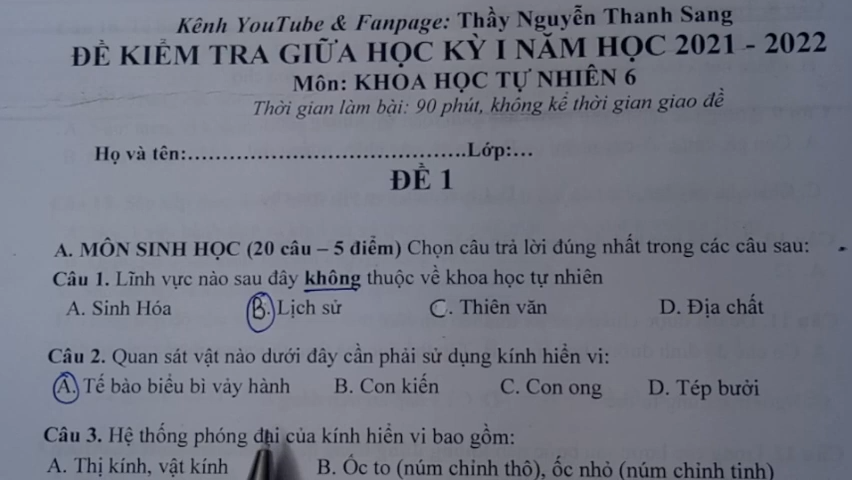 Kênh YouTube & Fanpage: Thầy Nguyễn Thanh Sang
ĐỀ KIỂM TRA GIỮA HỌC KỲ I NĂM HỌC 2021 - 2022
Môn: KHOA HỌC TỰ NHIÊN 6
Thời gian làm bài: 90 phút, không kể thời gian giao đề
Họ và tên:..............................................Lớp:...
ĐỀ 1
A. MÔN SINH HỌC (20 câu – 5 điểm) Chọn câu trả lời đúng nhất trong các câu sau:
Câu 1. Lĩnh vực nào sau đây không thuộc về khoa học tự nhiên
A. Sinh Hóa B. Lịch sử C. Thiên văn D. Địa chất
Câu 2. Quan sát vật nào dưới đây cần phải sử dụng kính hiển vi:
A. Tế bào biểu bì vảy hành B. Con kiến C. Con ong D. Tép bưởi
Câu 3. Hệ thống phóng đại của kính hiển vi bao gồm:
A. Thị kính, vật kính B. Ốc to (núm chỉnh thô), ốc nhỏ (núm chỉnh tinh)